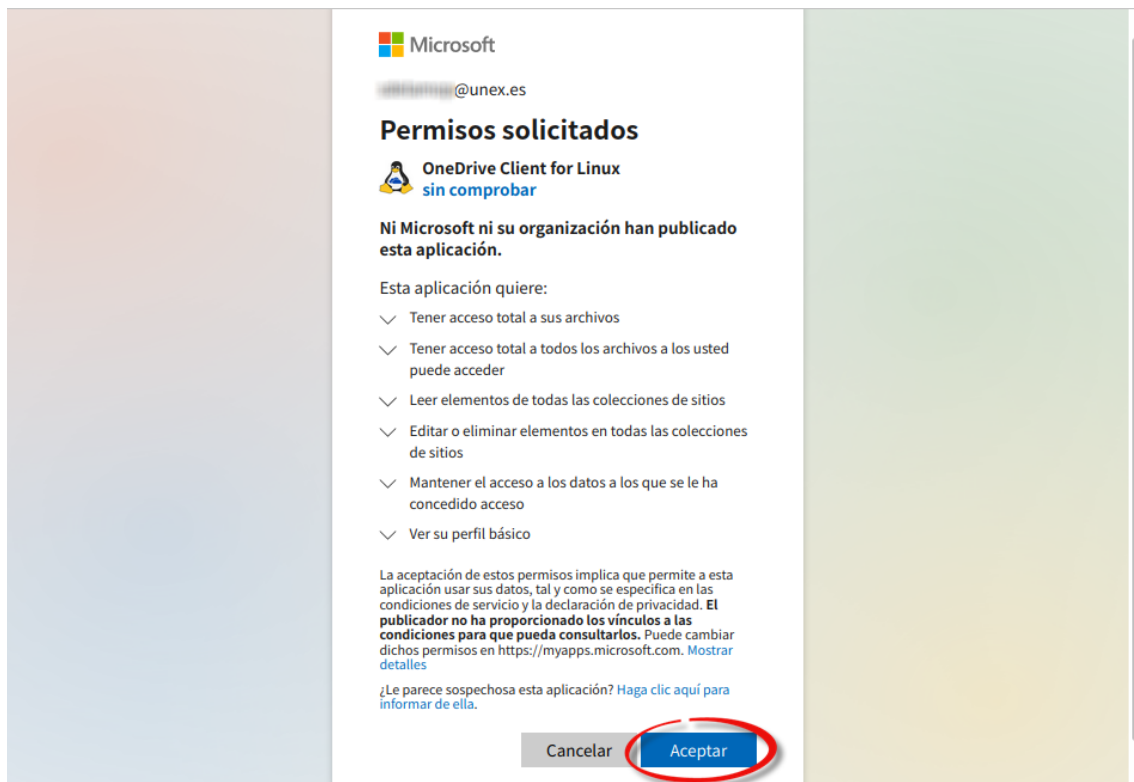 Microsoft
@unex.es
Permisos solicitados
OneDrive Client for Linux
sin comprobar
Ni Microsoft ni su organización han publicado
esta aplicación.
Esta aplicación quiere:
Tener acceso total a sus archivos
Tener acceso total a todos los archivos a los usted
puede acceder
Leer elementos de todas las colecciones de sitios
Editar o eliminar elementos en todas las colecciones
de sitios
Mantener el acceso a los datos a los que se le ha
concedido acceso
Ver su perfil básico
La aceptación de estos permisos implica que permite a esta
aplicación usar sus datos, tal y como se especifica en las
condiciones de servicio y la declaración de privacidad. El
publicador no ha proporcionado los vínculos a las
condiciones para que pueda consultarlos. Puede cambiar
dichos permisos en https://myapps.microsoft.com. Mostrar
detalles
¿Le parece sospechosa esta aplicación? Haga clic aquí para
informar de ella.
Cancelar Aceptar